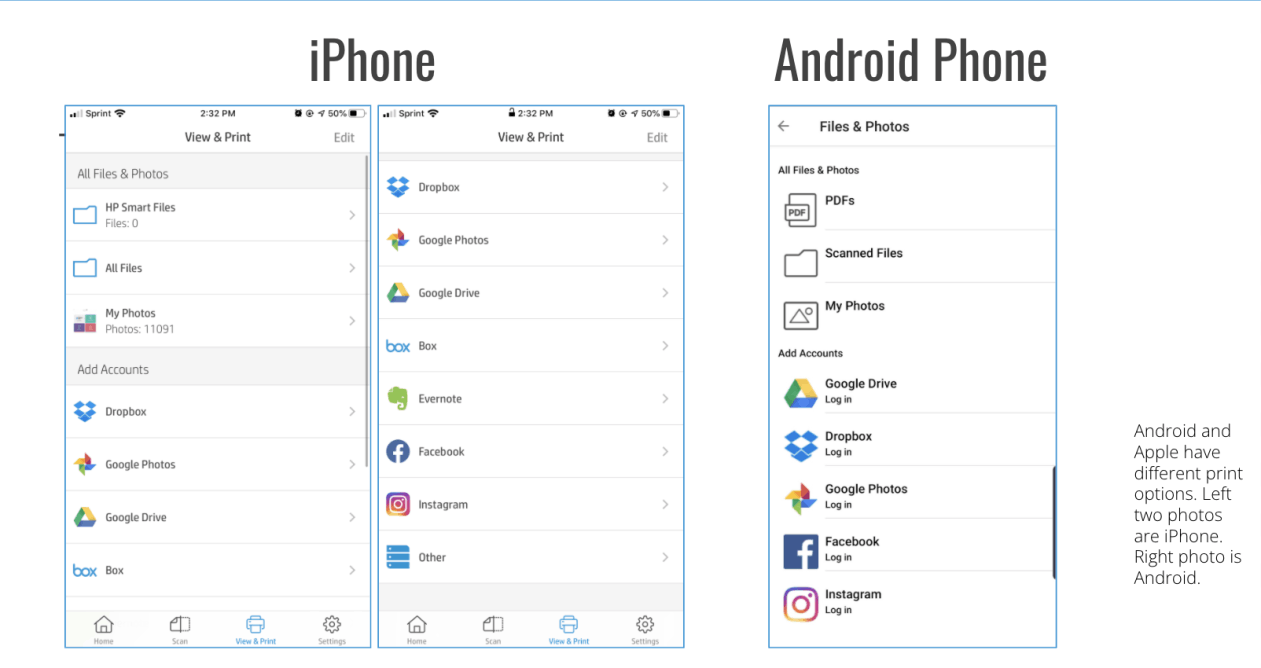 iPhone
Android Phone
Sprint 2:32 PM 50%
View & Print Edit
All Files & Photos
HP Smart Files
Files: 0
All Files
My Photos
Photos: 11091
Add Accounts
Dropbox
Google Photos
Google Drive
box Box
Home Scan View & Print Settings
Sprint 2:32 PM 50%
View & Print Edit
Dropbox
Google Photos
Google Drive
box Box
Evernote
Facebook
Instagram
Other
Home Scan View & Print Settings
Files & Photos
All Files & Photos
PDF PDFs
Scanned Files
My Photos
Add Accounts
Google Drive
Log in
Dropbox
Log in
Google Photos
Log in
Facebook
Log in
Instagram
Log in
Android and
Apple have
different print
options. Left
two photos
are iPhone.
Right photo is
Android.